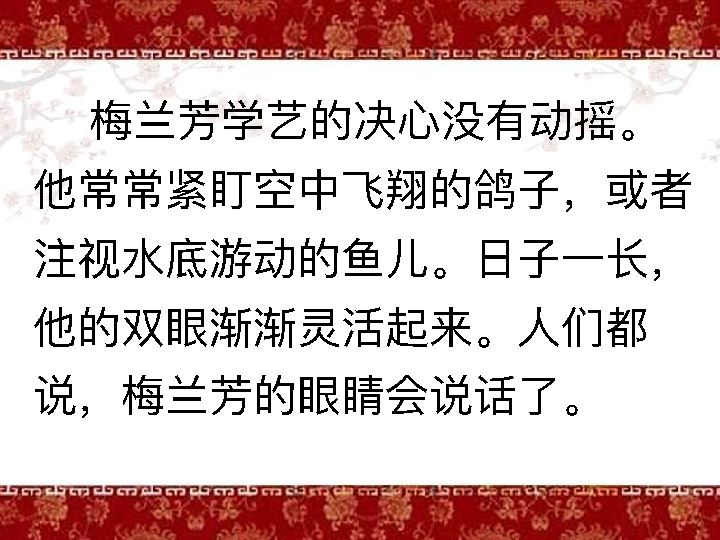 梅兰芳学艺的决心没有动摇。
他常常紧盯空中飞翔的鸽子，或者
注视水底游动的鱼儿。日子一长，
他的双眼渐渐灵活起来。人们都
说，梅兰芳的眼睛会说话了。